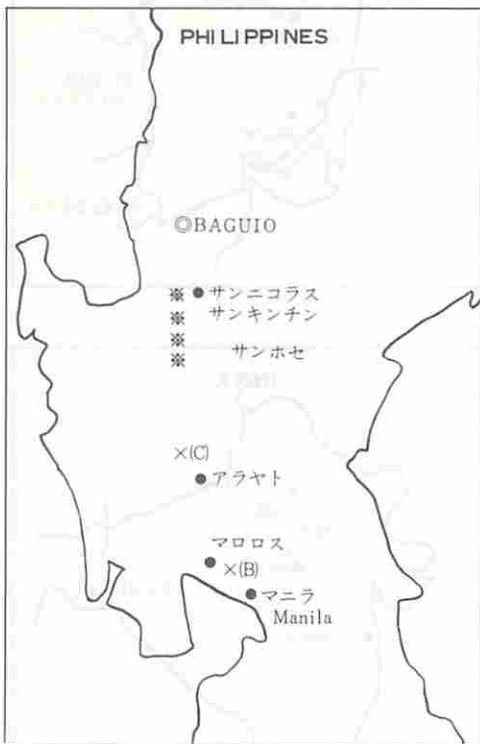 PHILIPPINES
◎BAGUIO
※ ●サンニコラス
※ サンキンチン
※
※ サンホセ
×(C)
●アラヤト
マロロス
● ×(B)
●マニラ
Manila